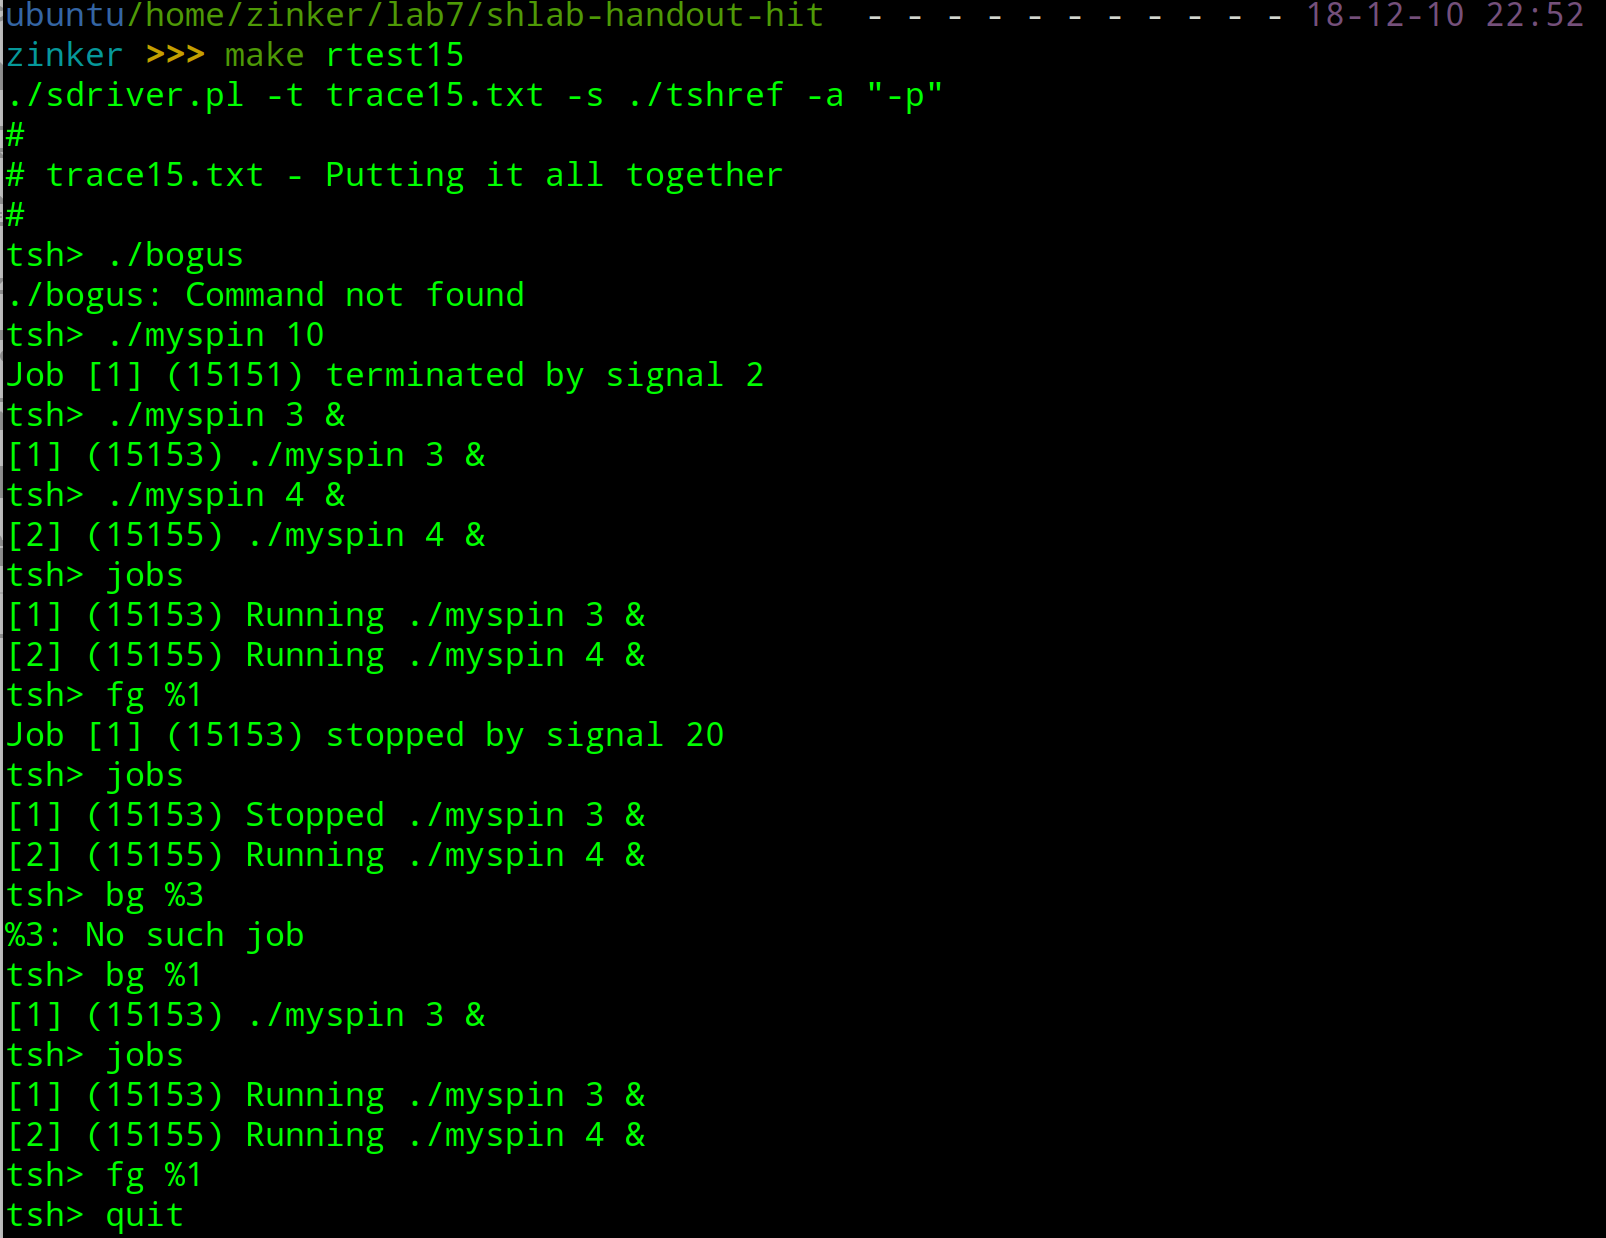 ubuntu/home/zinker/lab7/shlab-handout-hit - - - - - - - - - - - 18-12-10 22:52
zinker >>> make rtest15
./sdriver.pl -t trace15.txt -s ./tshref -a "-p"
#
# trace15.txt - Putting it all together
#
tsh> ./bogus
./bogus: Command not found
tsh> ./myspin 10
Job [1] (15151) terminated by signal 2
tsh> ./myspin 3 &
[1] (15153) ./myspin 3 &
tsh> ./myspin 4 &
[2] (15155) ./myspin 4 &
tsh> jobs
[1] (15153) Running ./myspin 3 &
[2] (15155) Running ./myspin 4 &
tsh> fg %1
Job [1] (15153) stopped by signal 20
tsh> jobs
[1] (15153) Stopped ./myspin 3 &
[2] (15155) Running ./myspin 4 &
tsh> bg %3
%3: No such job
tsh> bg %1
[1] (15153) ./myspin 3 &
tsh> jobs
[1] (15153) Running ./myspin 3 &
[2] (15155) Running ./myspin 4 &
tsh> fg %1
tsh> quit